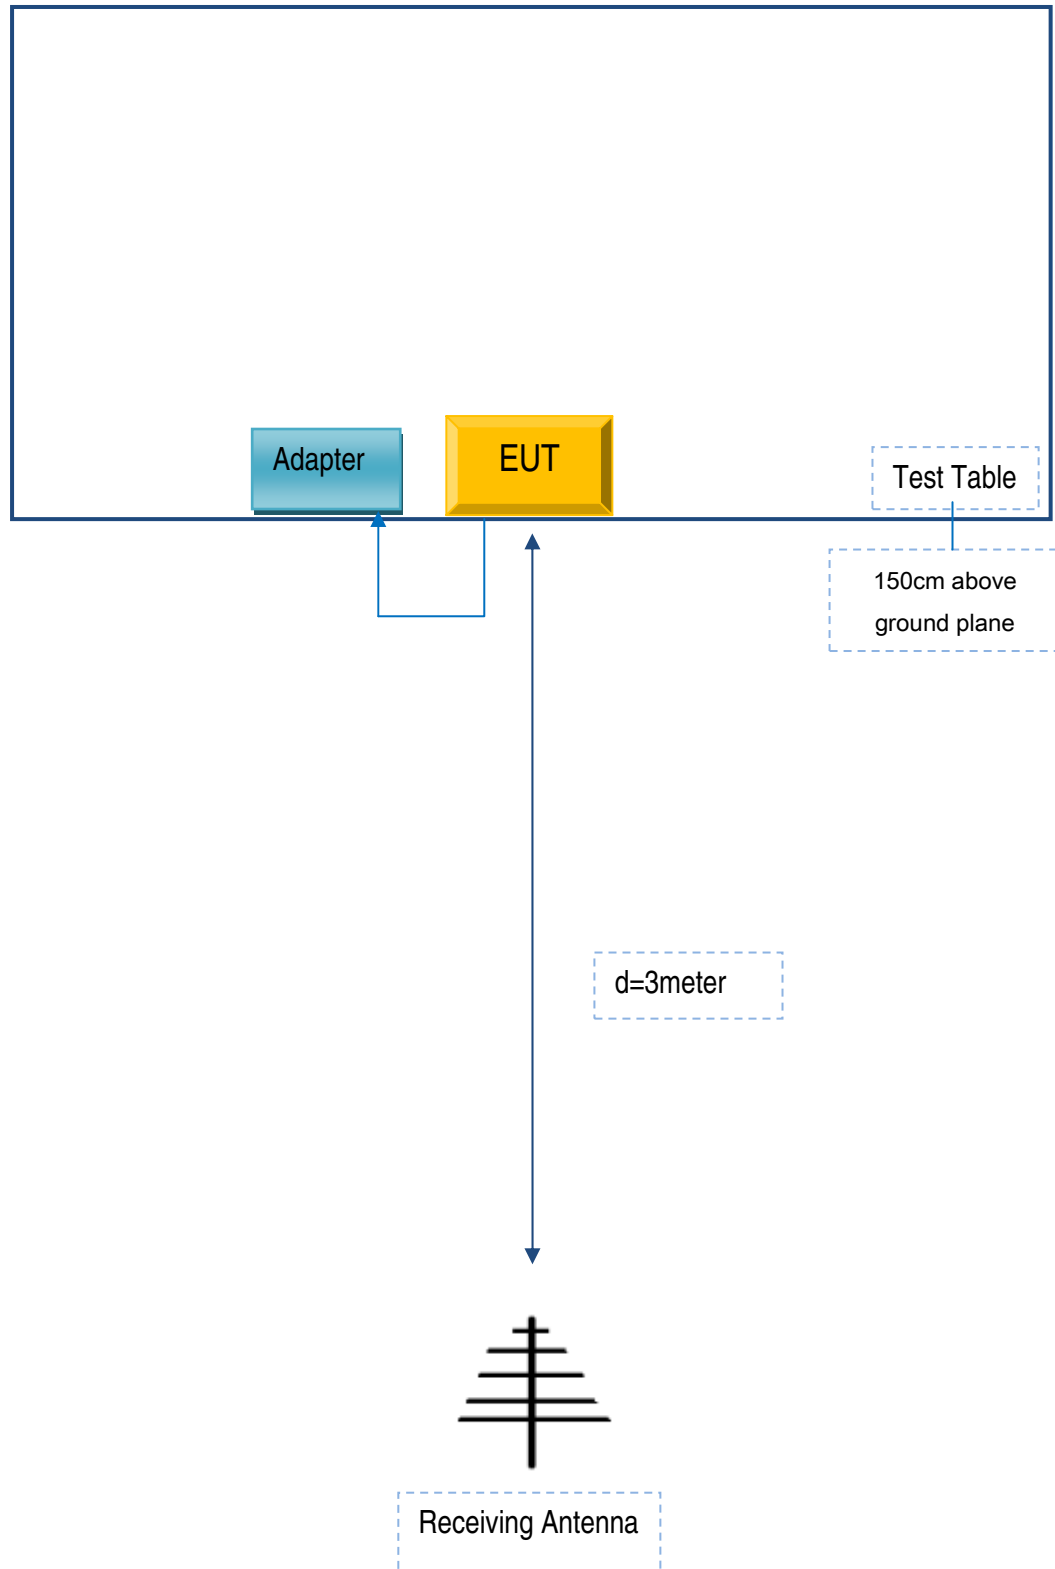 Adapter
EUT
Test Table
150cm above
ground plane
d=3meter
Receiving Antenna